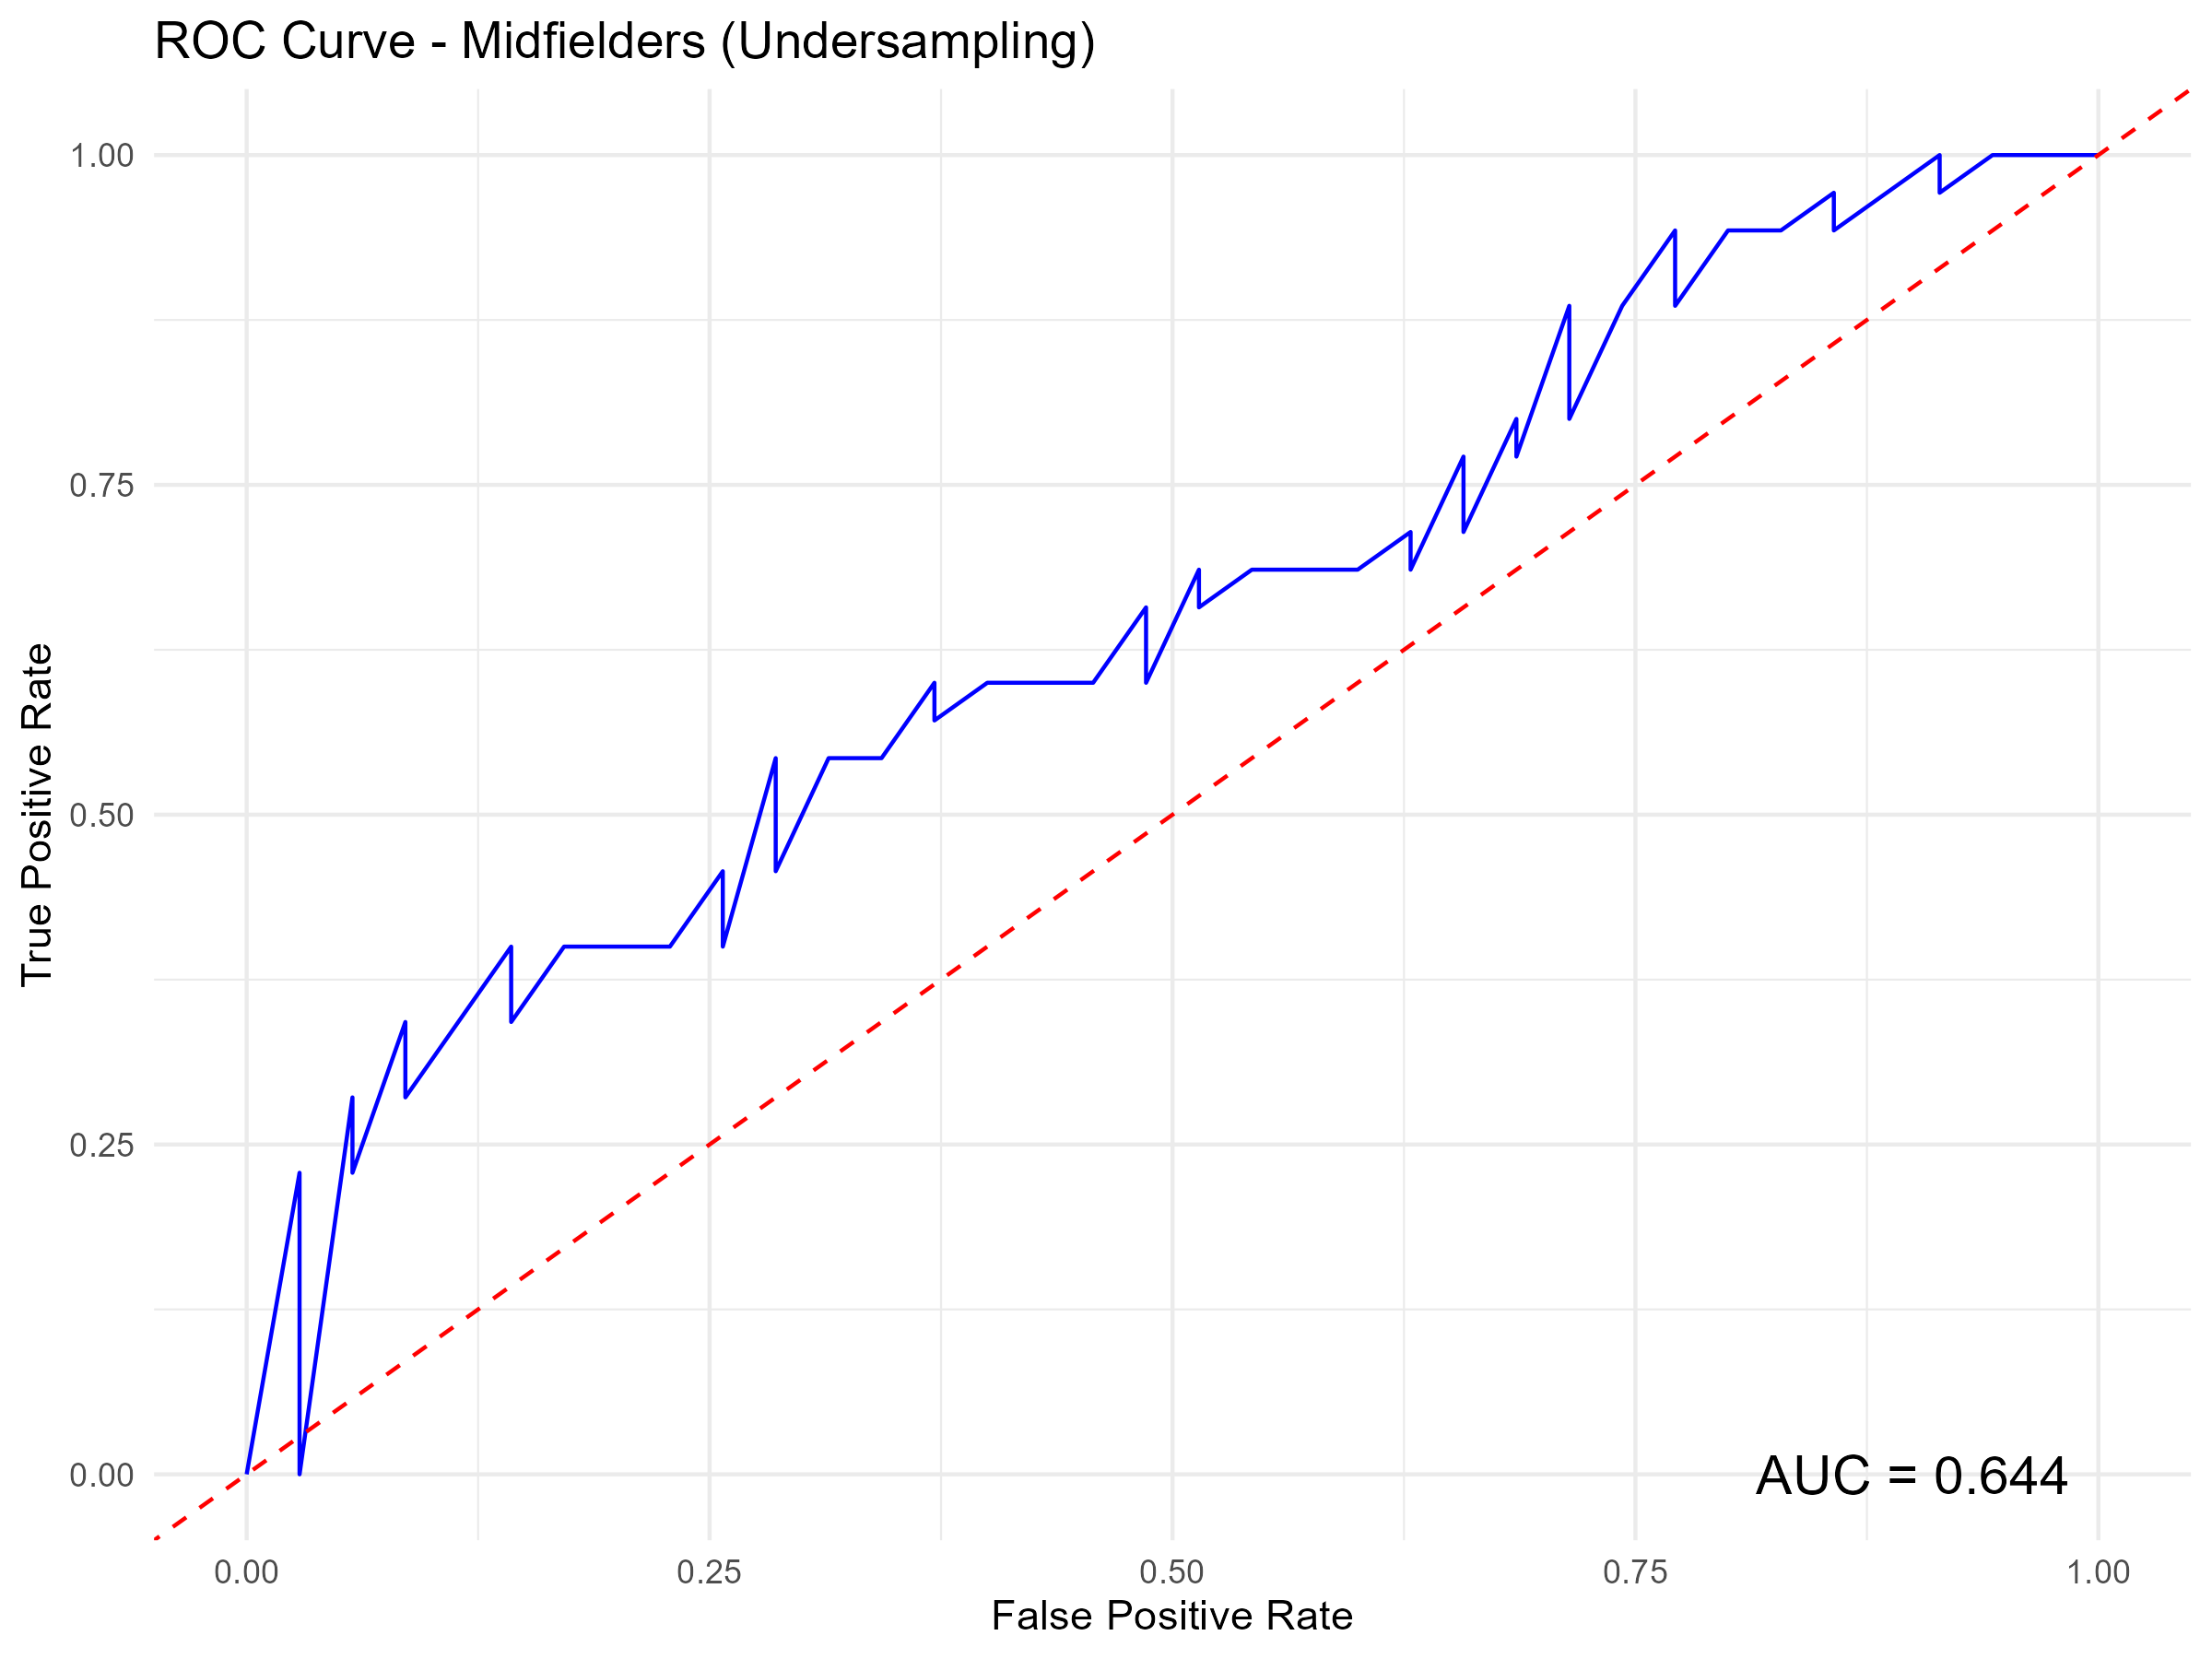 ROC Curve - Midfielders (Undersampling)
True Positive Rate
1.00
0.75
0.50
0.25
0.00
AUC = 0.644
0.00 0.25 0.50 0.75 1.00
False Positive Rate